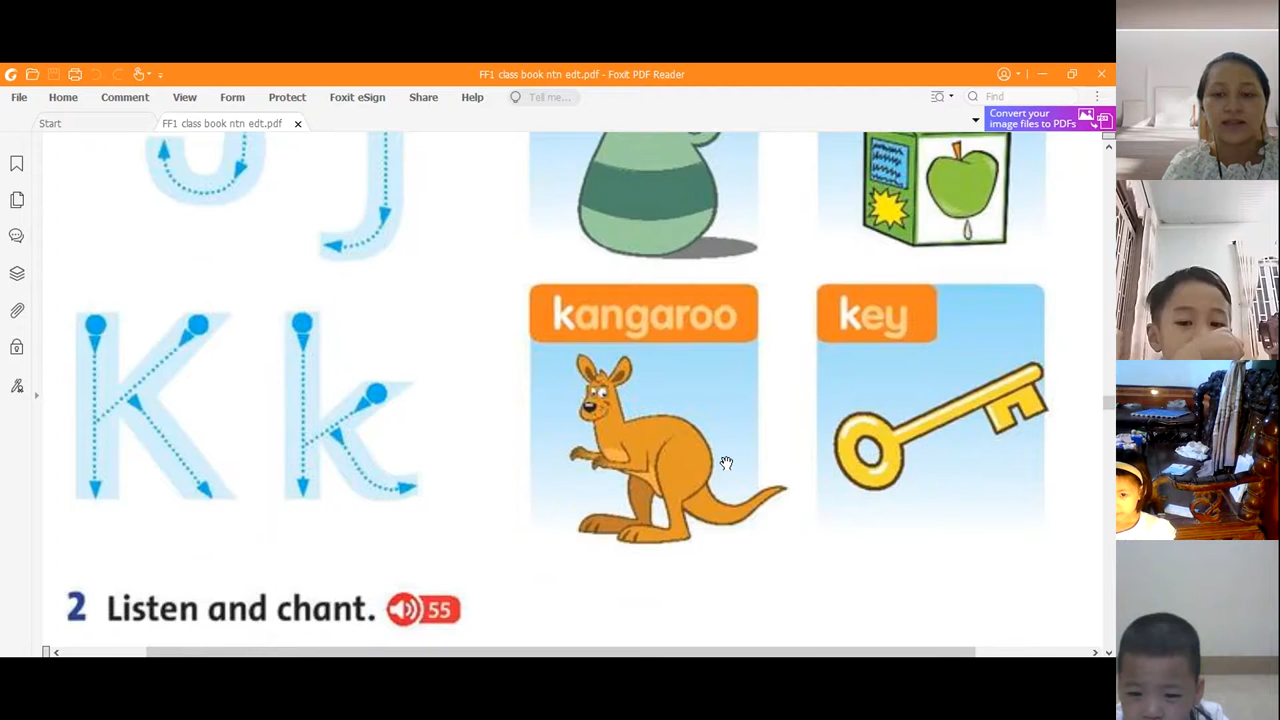 FF1 class book ntn edt.pdf - Foxit PDF Reader
File Home Comment View Form Protect Foxit eSign Share Help Tell me... Find
Start FF1 class book ntn edt.pdf
Convert your
image files to PDFs
J j
kangaroo key
K k
2 Listen and chant. 55